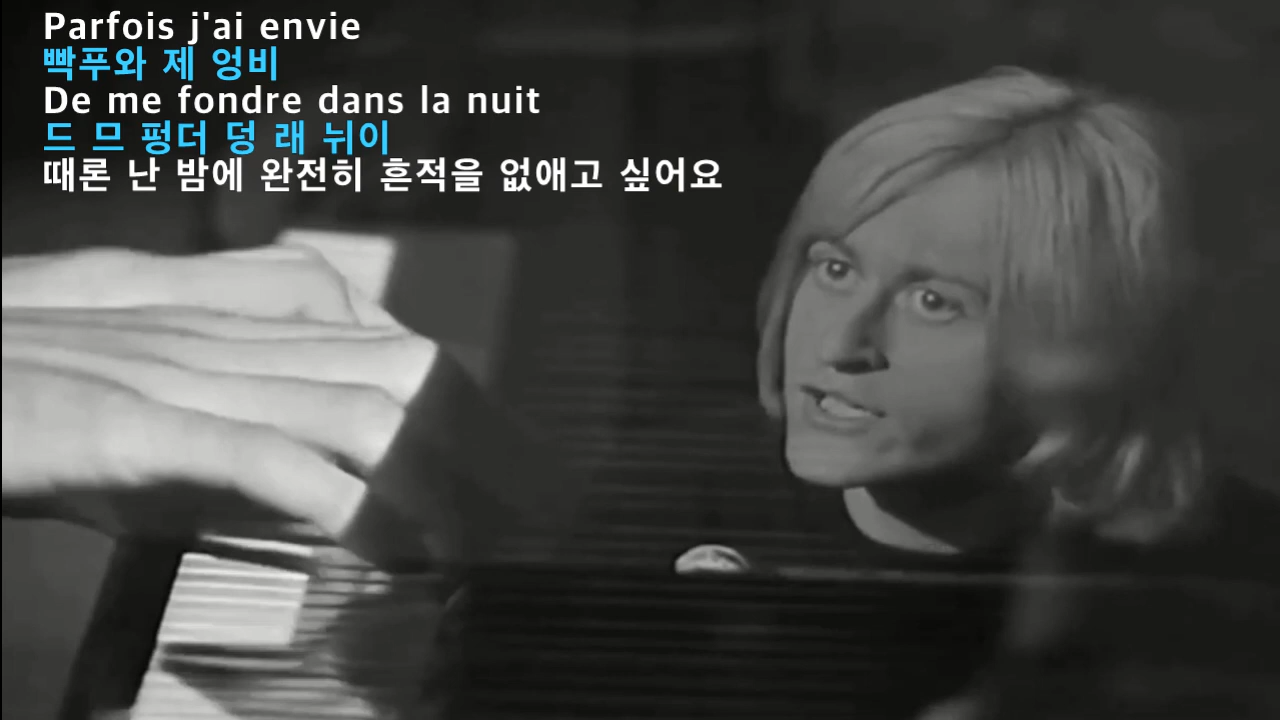 Parfois j'ai envie
빡푸와 제 엉비
De me fondre dans la nuit
드 므 펑더 덩 래 뉘이
때론 난 밤에 완전히 흔적을 없애고 싶어요